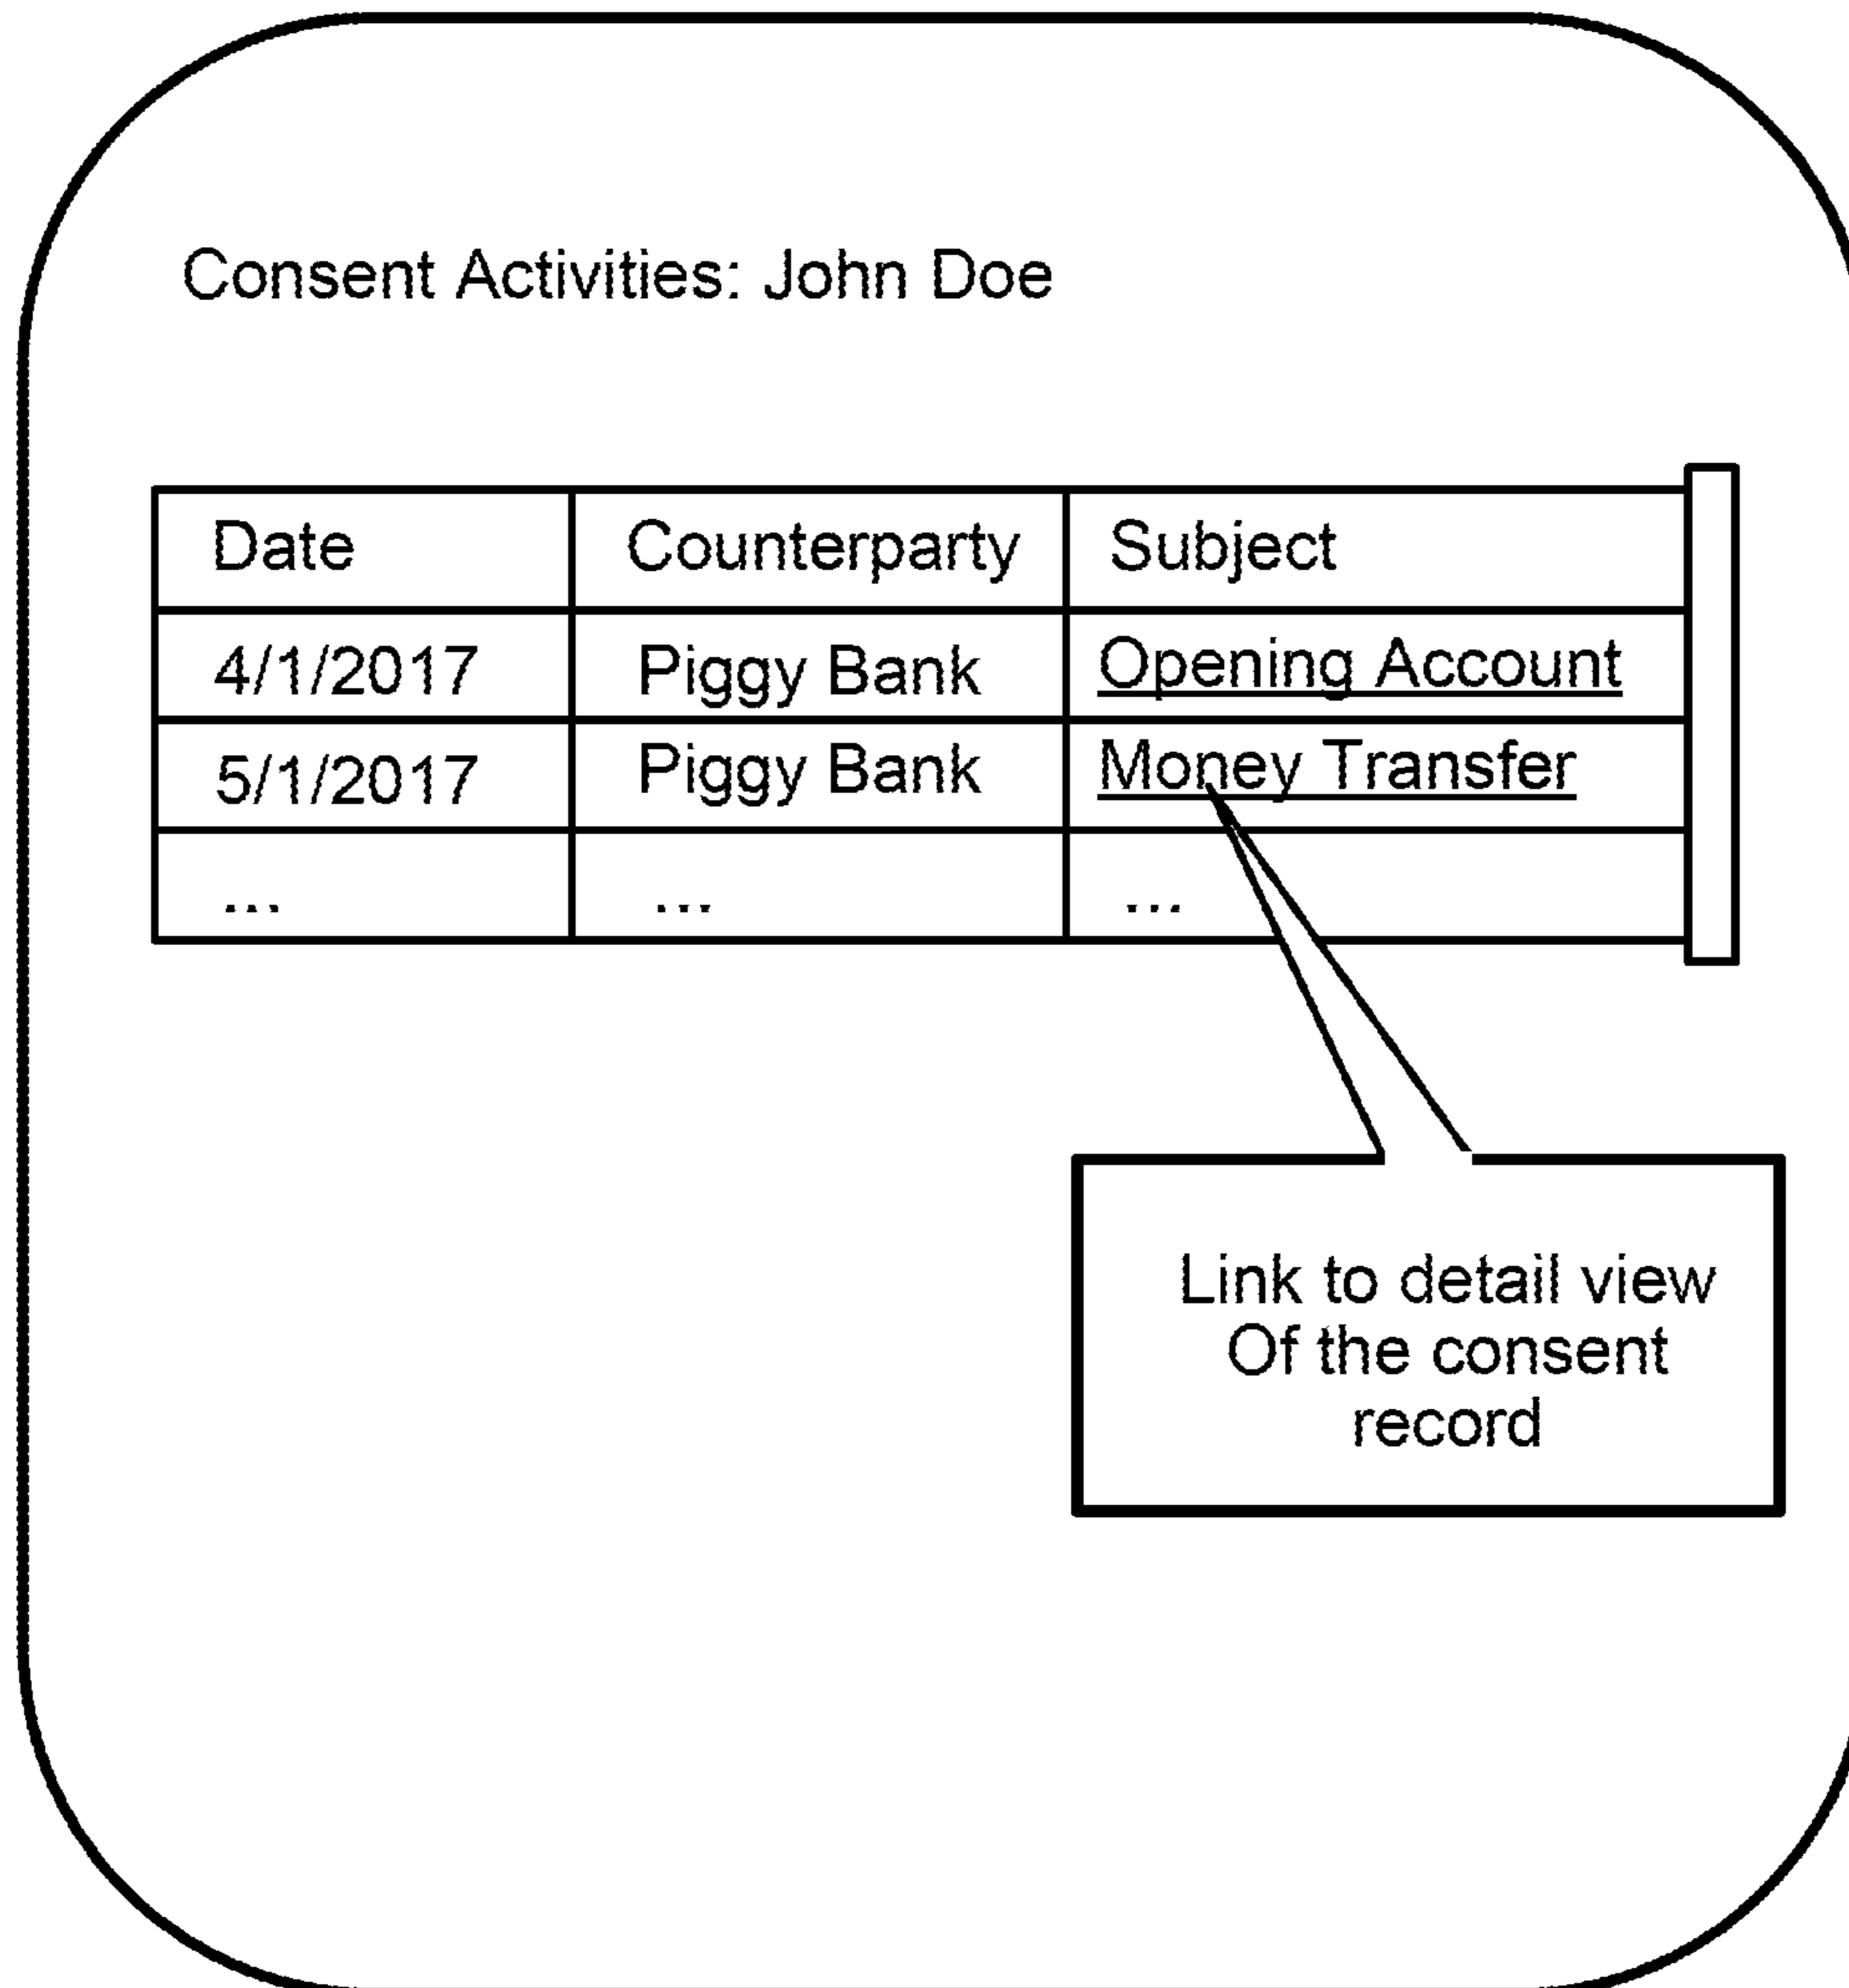 Consent Activities: John Doe
Date Counterparty Subject
4/1/2017 Piggy Bank Opening Account
5/1/2017 Piggy Bank Money Transfer
... ... ...
Link to detail view
Of the consent
record